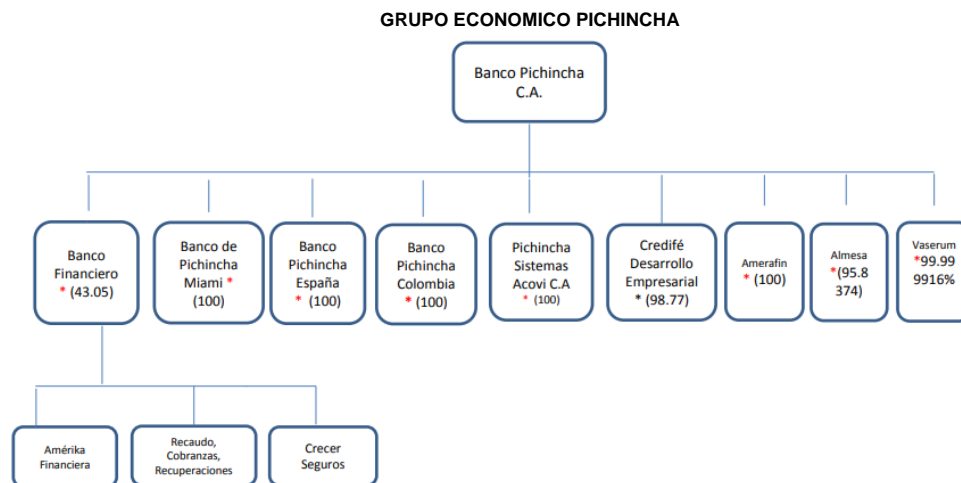 GRUPO ECONOMICO PICHINCHA
Banco Pichincha
C.A.
Banco
Financiero
* (43.05)
Banco de
Pichincha
Miami *
(100)
Banco
Pichincha
España
* (100)
Banco
Pichincha
Colombia
* (100)
Pichincha
Sistemas
Acovi C.A
* (100)
Credifé
Desarrollo
Empresarial
* (98.77)
Amerafin
* (100)
Almesa
*(95.8
374)
Vaserum
*99.99
9916%
Amérika
Financiera
Recaudo,
Cobranzas,
Recuperaciones
Crecer
Seguros